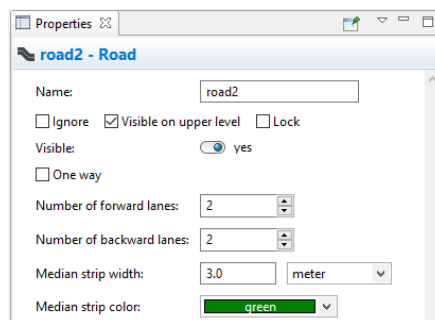 Properties
road2 - Road
Name: road2
Ignore Visible on upper level Lock
Visible: yes
One way
Number of forward lanes: 2
Number of backward lanes: 2
Median strip width: 3.0 meter
Median strip color: green